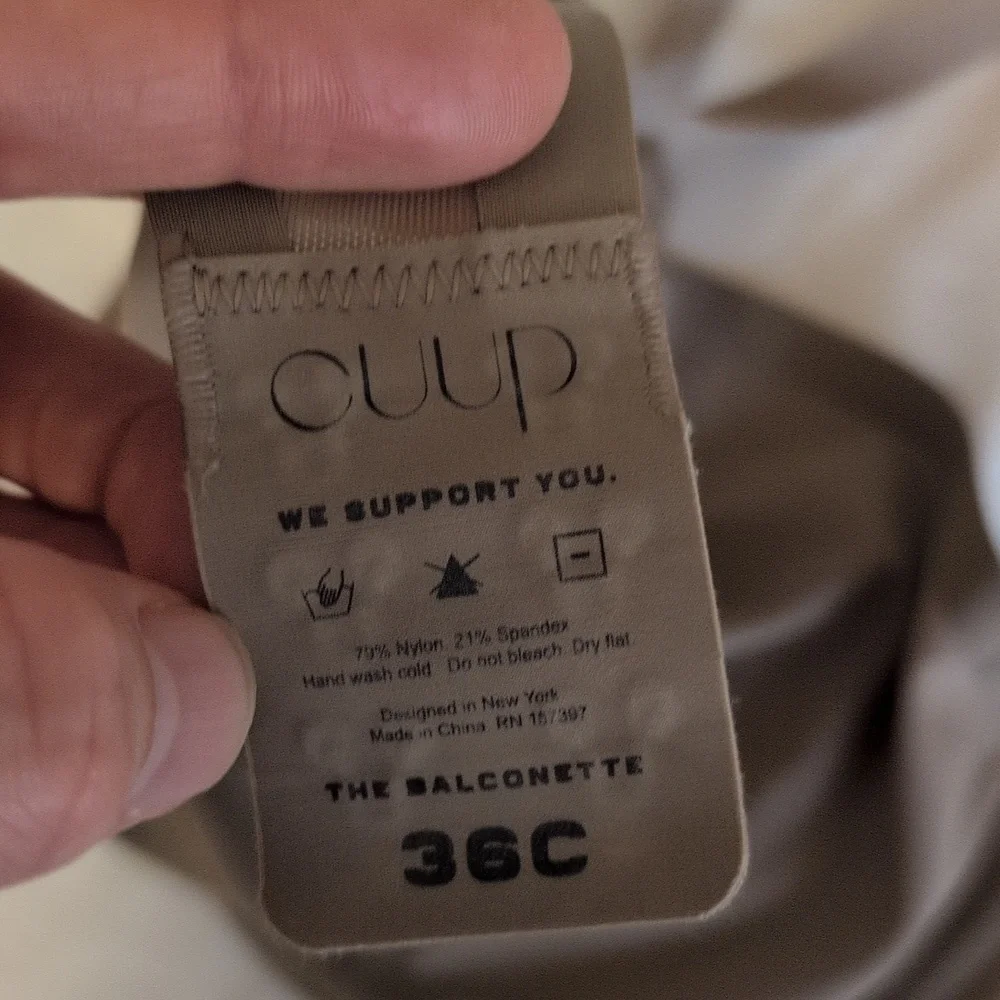 cuup
WE SUPPORT YOU.
79% Nylon. 21% Spandex
Hand wash cold. Do not bleach. Dry flat.
Designed in New York
Made in China. RN 157397
THE BALCONETTE
36C